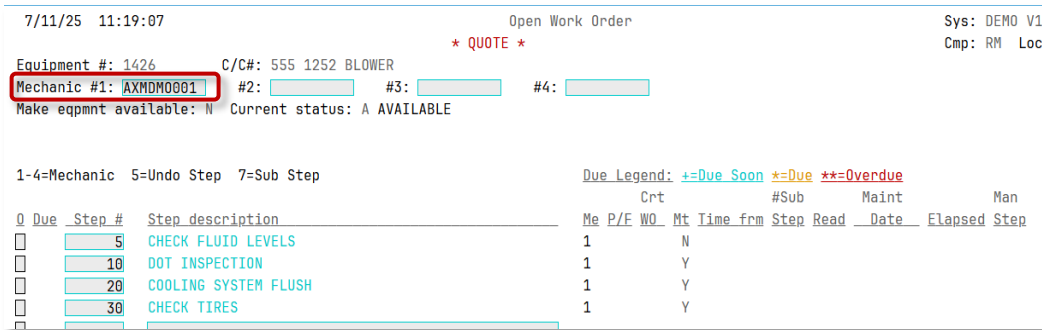 7/11/25 11:19:07 Open Work Order Sys: DEMO V1
* QUOTE * Cmp: RM Loc
Equipment #: 1426 C/C#: 555 1252 BLOWER
Mechanic #1: AXMDMO001 #2: #3: #4:
Make eqpmnt available: N Current status: A AVAILABLE
1-4=Mechanic 5=Undo Step 7=Sub Step Due Legend: +=Due Soon *=Due **=Overdue
Crt #Sub Maint Man
O Due Step # Step description Me P/F WO Mt Time frm Step Read Date Elapsed Step
5 CHECK FLUID LEVELS 1 N
10 DOT INSPECTION 1 Y
20 COOLING SYSTEM FLUSH 1 Y
30 CHECK TIRES 1 Y